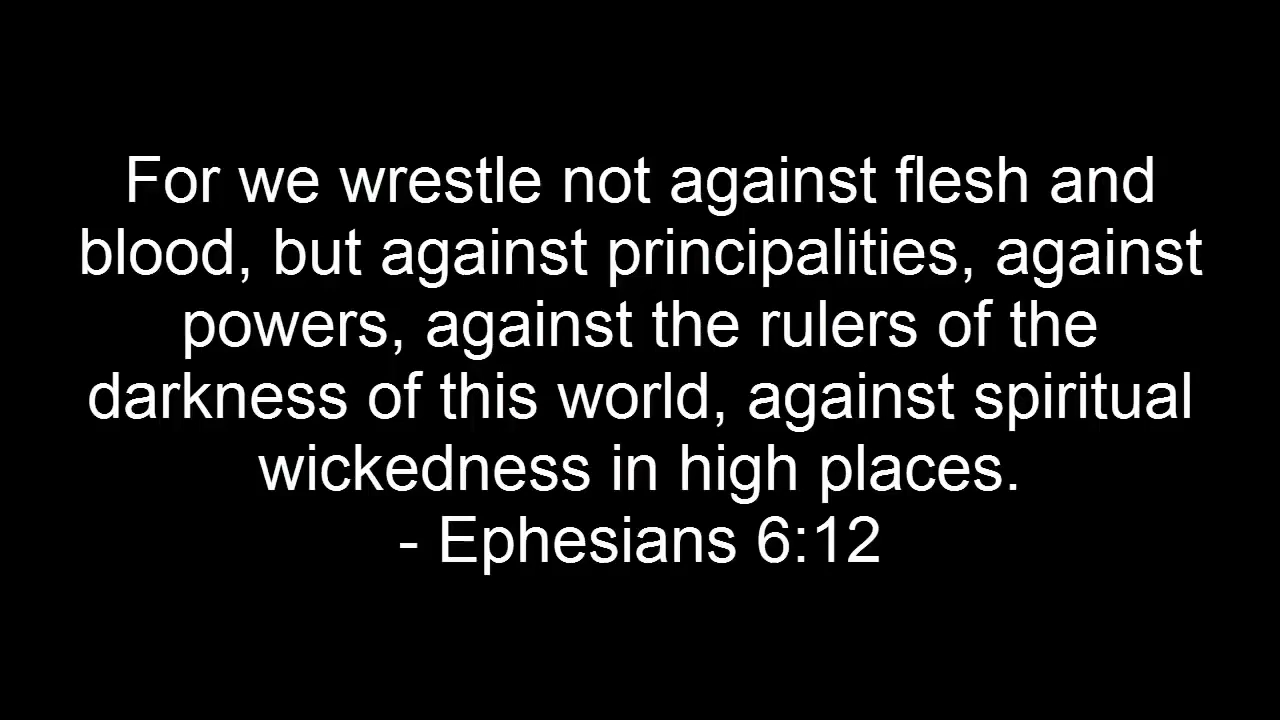 For we wrestle not against flesh and
blood, but against principalities, against
powers, against the rulers of the
darkness of this world, against spiritual
wickedness in high places.
- Ephesians 6:12